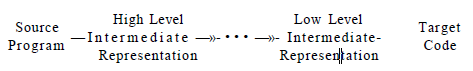 Source Program
High Level Intermediate Representation
Low Level Intermediate- Representation
Target Code